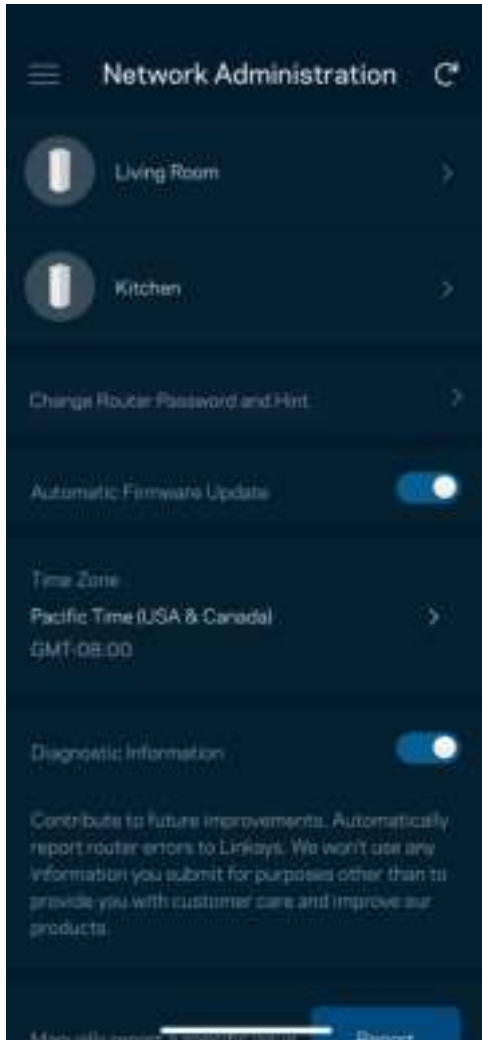 Network Administration
Living Room
Kitchen
Change Router Password and Hint
Automatic Firmware Update
Time Zone
Pacific Time (USA & Canada)
GMT-08:00
Diagnostic Information
Contribute to future improvements. Automatically
report router errors to Linksys. We won't use any
information you submit for purposes other than to
provide you with customer care and improve our
products.
Manually report
Report